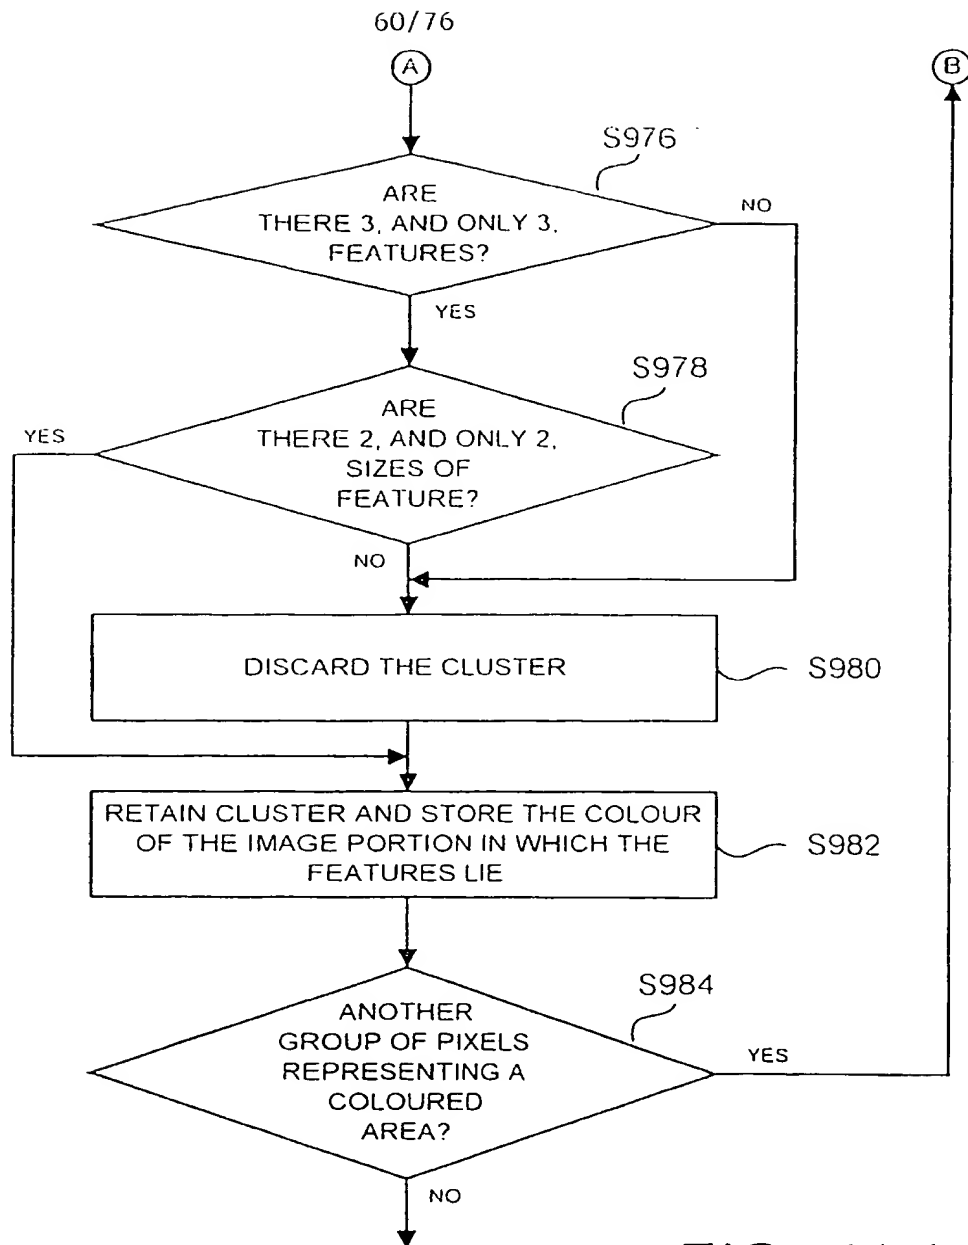 60/76
A
B
S976
ARE
THERE 3, AND ONLY 3,
FEATURES?
NO
YES
S978
ARE
THERE 2, AND ONLY 2,
SIZES OF
FEATURE?
YES
NO
DISCARD THE CLUSTER
S980
RETAIN CLUSTER AND STORE THE COLOUR
OF THE IMAGE PORTION IN WHICH THE
FEATURES LIE
S982
S984
ANOTHER
GROUP OF PIXELS
REPRESENTING A
COLOURED
AREA?
YES
NO